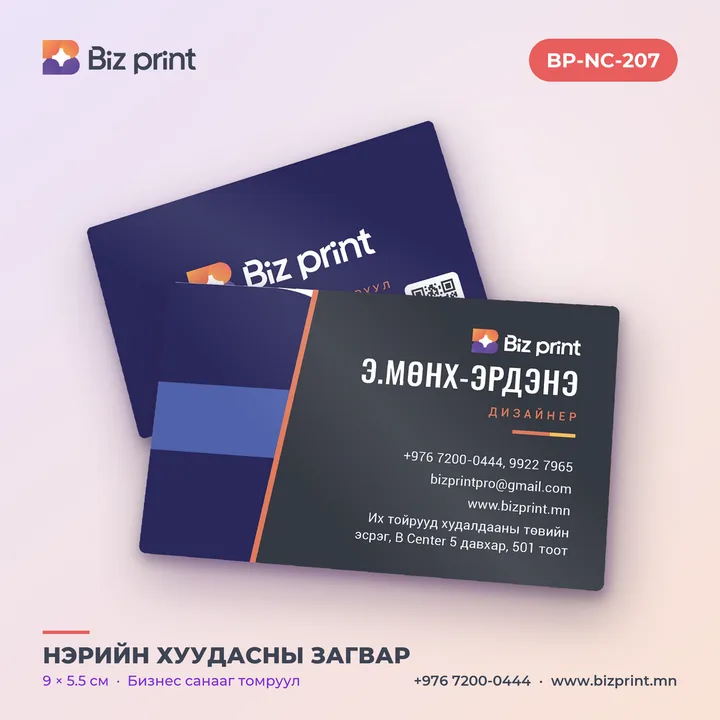 Biz print
BP-NC-207
Biz print
Biz print
Э.МӨНХ-ЭРДЭНЭ
ДИЗАЙНЕР
+976 7200-0444, 9922 7965
bizprintpro@gmail.com
www.bizprint.mn
Их тойрууд худалдааны төвийн
эсрэг, B Center 5 давхар, 501 тоот
НЭРИЙН ХУУДАСНЫ ЗАГВАР
9 × 5.5 см · Бизнес санааг томруул
+976 7200-0444 · www.bizprint.mn